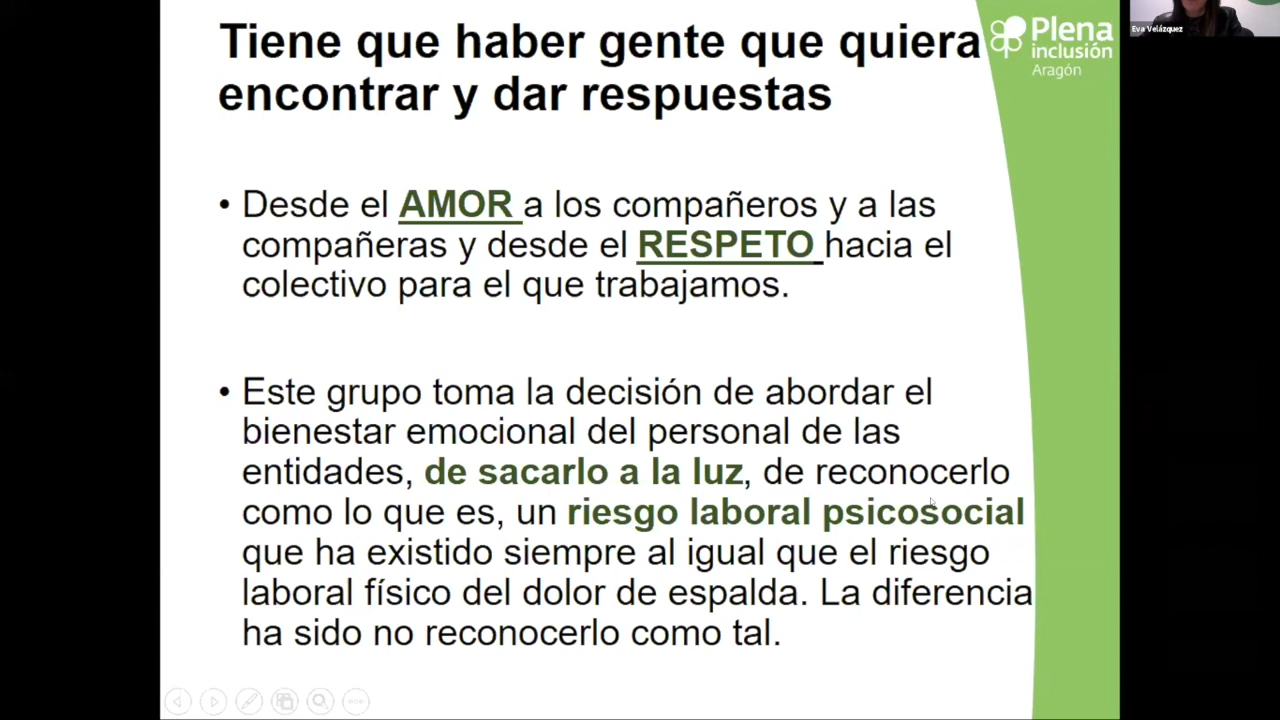 Tiene que haber gente que quiera
encontrar y dar respuestas
Plena
inclusión
Aragón
Eva Velázquez
• Desde el AMOR a los compañeros y a las
compañeras y desde el RESPETO hacia el
colectivo para el que trabajamos.
• Este grupo toma la decisión de abordar el
bienestar emocional del personal de las
entidades, de sacarlo a la luz, de reconocerlo
como lo que es, un riesgo laboral psicosocial
que ha existido siempre al igual que el riesgo
laboral físico del dolor de espalda. La diferencia
ha sido no reconocerlo como tal.